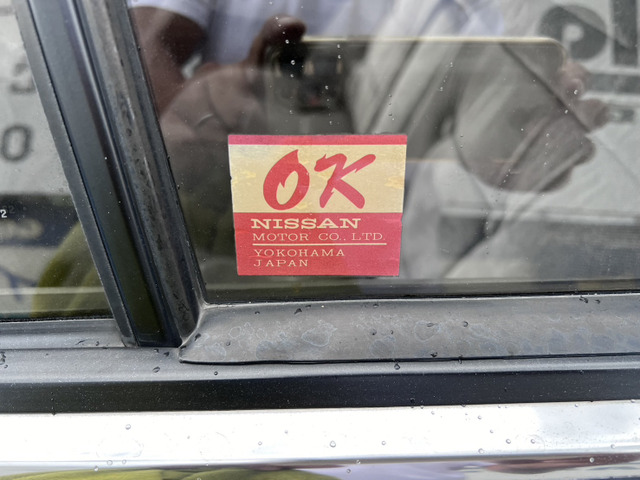 OK
NISSAN
MOTOR CO., LTD.
YOKOHAMA
JAPAN